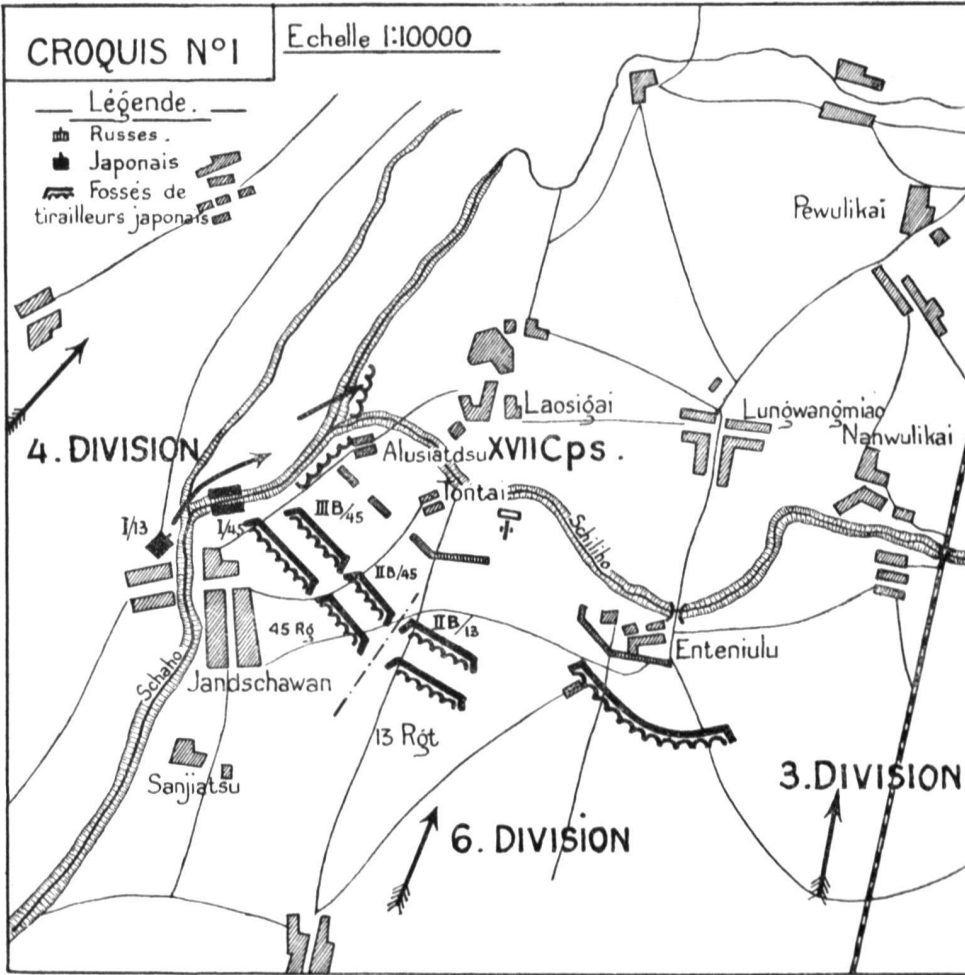 CROQUIS Nº1
Echelle 1:10000
Légende.
Russes.
Japonais
Fossés de
tirailleurs japonais
Pewulikai
Laosigai
Lungwangmiao
Nanwulikai
4. DIVISION
Alusiatdsu
XVII Cps.
Tontai
I/13
I/45
III B/45
Schiliho
II B/45
45 Rg
II B/13
Enteniulu
Schaho
Jandschawan
13 Rgt
Sanjiatsu
3. DIVISION
6. DIVISION